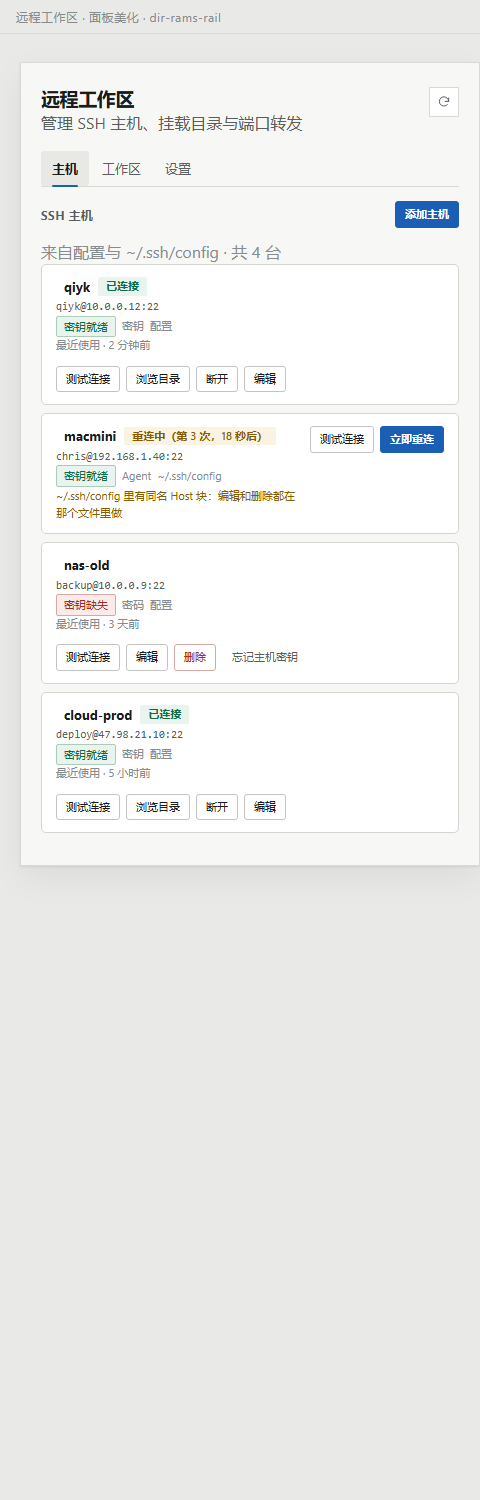 远程工作区 · 面板美化 · dir-rams-rail
远程工作区
管理 SSH 主机、挂载目录与端口转发
主机 工作区 设置
SSH 主机 添加主机
来自配置与 ~/.ssh/config · 共 4 台
qiyk 已连接
qiyk@10.0.0.12:22
密钥就绪 密钥 配置
最近使用 · 2 分钟前
测试连接 浏览目录 断开 编辑
macmini 重连中（第 3 次，18 秒后） 测试连接 立即重连
chris@192.168.1.40:22
密钥就绪 Agent ~/.ssh/config
~/.ssh/config 里有同名 Host 块：编辑和删除都在
那个文件里做
nas-old
backup@10.0.0.9:22
密钥缺失 密码 配置
最近使用 · 3 天前
测试连接 编辑 删除 忘记主机密钥
cloud-prod 已连接
deploy@47.98.21.10:22
密钥就绪 密钥 配置
最近使用 · 5 小时前
测试连接 浏览目录 断开 编辑